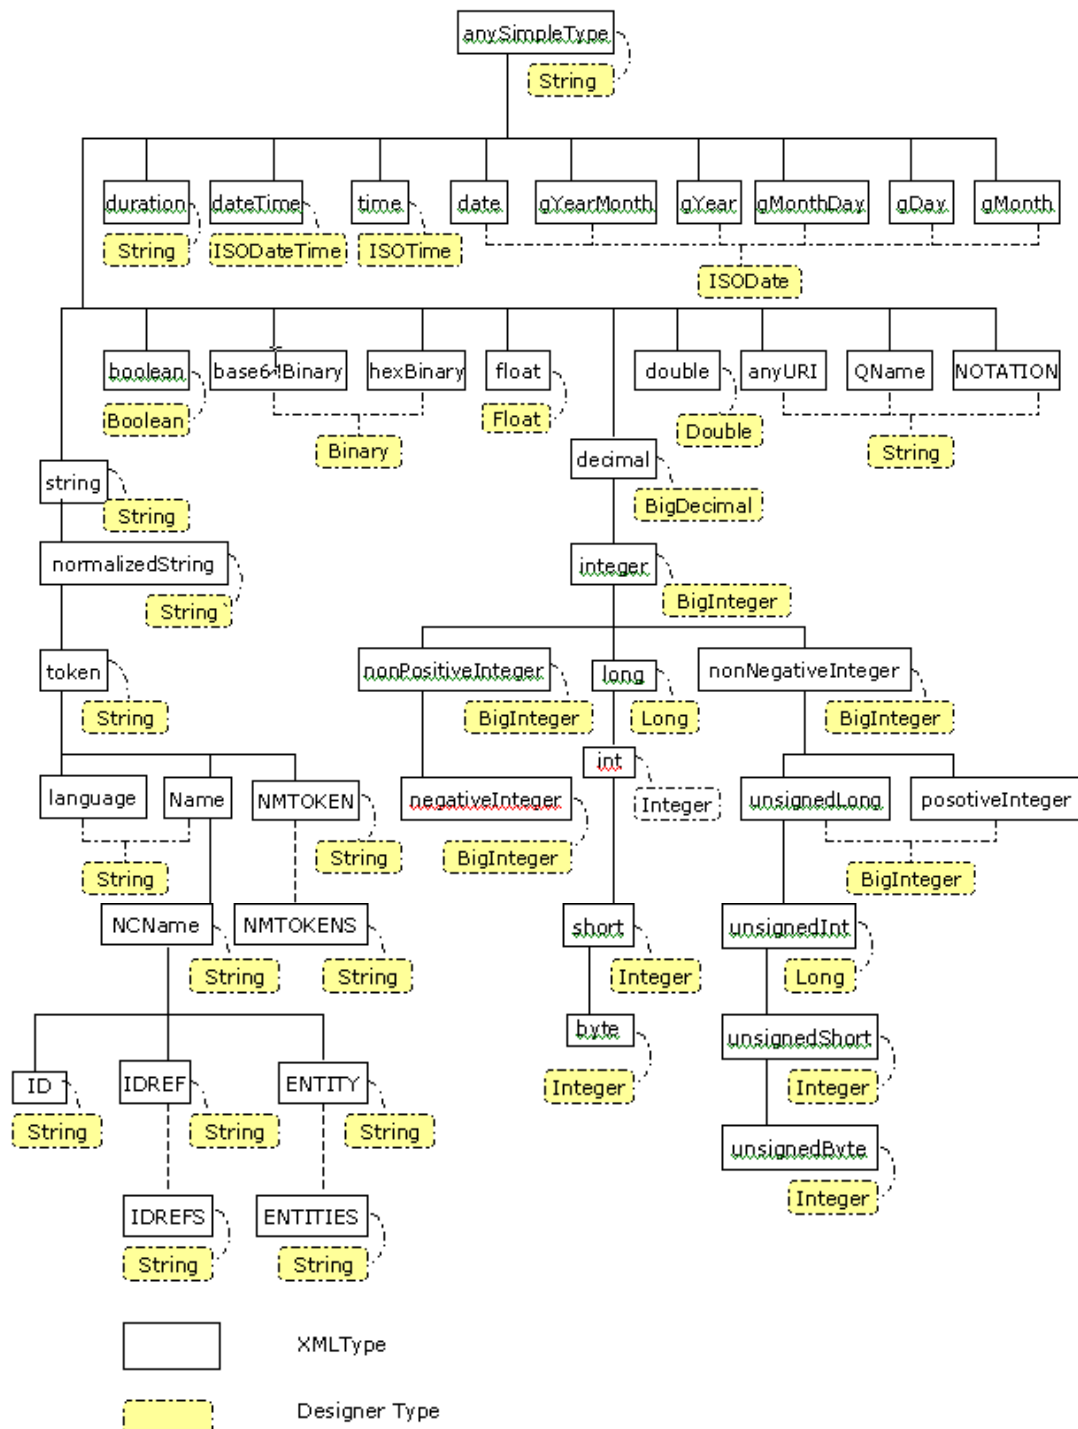 anySimpleType
String
duration dateTime time date gYearMonth gYear gMonthDay gDay gMonth
String ISODateTime ISOTime
ISODate
boolean base64Binary hexBinary float double anyURI QName NOTATION
Boolean Float
Double
Binary String
decimal
string
BigDecimal
String
normalizedString integer
BigInteger
String
token nonPositiveInteger long nonNegativeInteger
String BigInteger Long BigInteger
int
language Name NMTOKEN negativeInteger Integer unsignedLong posotiveInteger
String String BigInteger BigInteger
NCName NMTOKENS short unsignedInt
String String Integer Long
byte unsignedShort
ID IDREF ENTITY Integer Integer
String String String
unsignedByte
Integer
IDREFS ENTITIES
String String
XMLType
Designer Type